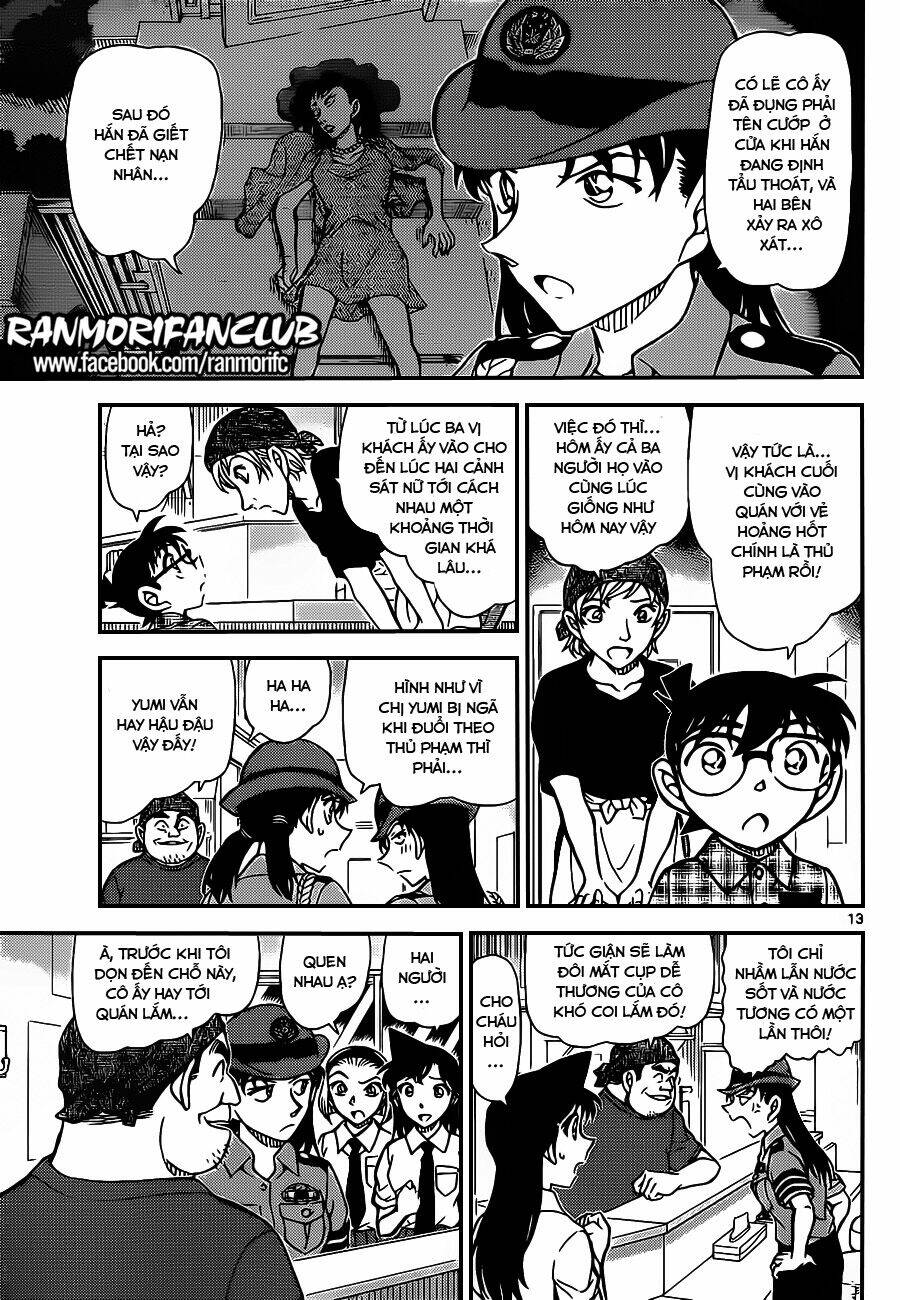 CÓ LẼ CÔ ẤY
ĐÃ ĐỤNG PHẢI
TÊN CƯỚP Ở
CỬA KHI HẮN
ĐANG ĐỊNH
TẨU THOÁT, VÀ
HAI BÊN
XẢY RA XÔ
XÁT...
SAU ĐÓ
HẮN ĐÃ GIẾT
CHẾT NẠN
NHÂN...
RANMORIFANCLUB
www.facebook.com/ranmorifc
VẬY TỨC LÀ...
VỊ KHÁCH CUỐI
CÙNG VÀO
QUÁN VỚI VẺ
HOẢNG HỐT
CHÍNH LÀ THỦ
PHẠM RỒI!
VIỆC ĐÓ THÌ...
HÔM ẤY CẢ BA
NGƯỜI HỌ VÀO
CÙNG LÚC
GIỐNG NHƯ
HÔM NAY VẬY
TỪ LÚC BA VỊ
KHÁCH ẤY VÀO CHO
ĐẾN LÚC HAI CẢNH
SÁT NỮ TỚI CÁCH
NHAU MỘT
KHOẢNG THỜI
GIAN KHÁ
LÂU...
HẢ?
TẠI SAO
VẬY?
HÌNH NHƯ VÌ
CHỊ YUMI BỊ NGÃ
KHI ĐUỔI THEO
THỦ PHẠM THÌ
PHẢI...
HA HA
HA...
YUMI VẪN
HAY HẬU ĐẬU
VẬY ĐẤY!
13
TÔI CHỈ
NHẦM LẪN NƯỚC
SỐT VÀ NƯỚC
TƯƠNG CÓ MỘT
LẦN THÔI!
TỨC GIẬN SẼ LÀM
ĐÔI MẮT CỤP DỄ
THƯƠNG CỦA CÔ
KHÓ COI LẮM ĐÓ!
CHO
CHÁU
HỎI
...
HAI
NGƯỜI
...
QUEN
NHAU Ạ?
À, TRƯỚC KHI TÔI
DỌN ĐẾN CHỖ NÀY,
CÔ ẤY HAY TỚI
QUÁN LẮM...